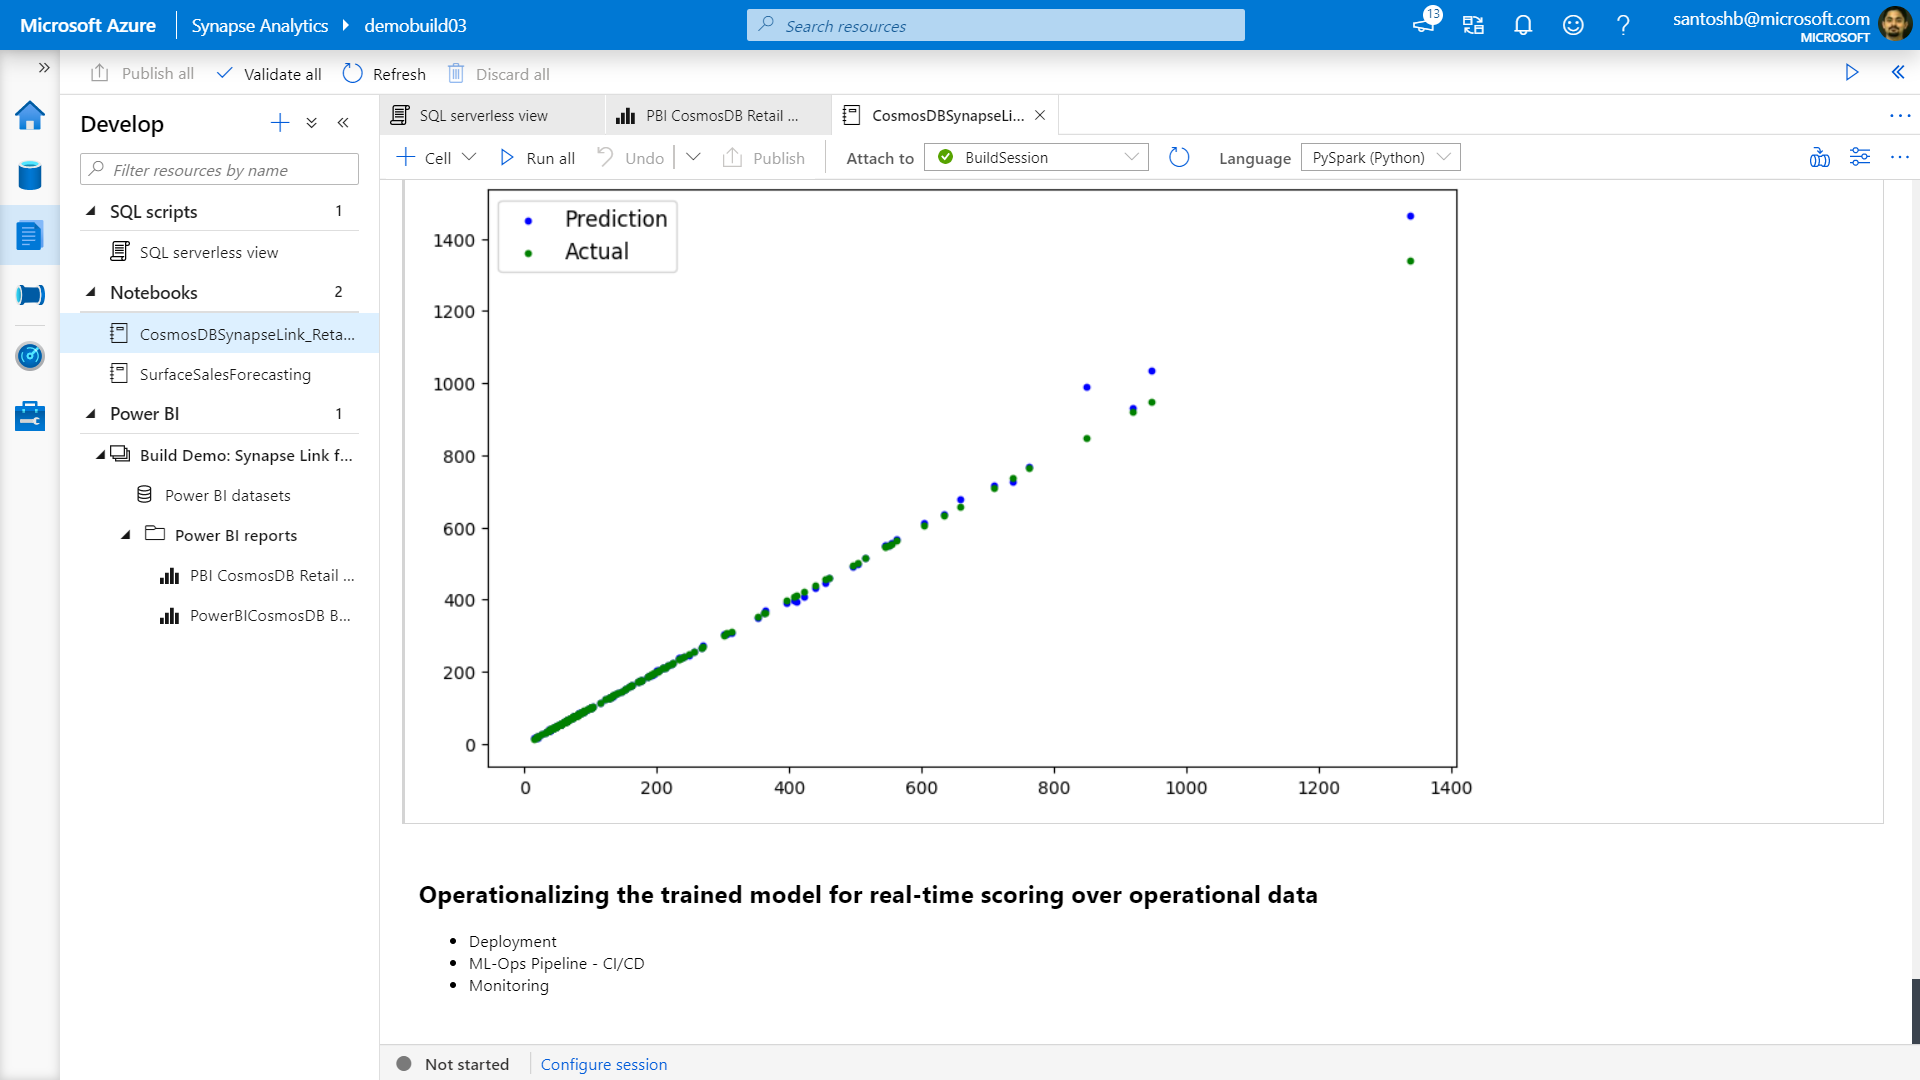 Microsoft Azure Synapse Analytics demobuild03 Search resources 13 santoshb@microsoft.com
MICROSOFT
Publish all Validate all Refresh Discard all
Develop
Filter resources by name
SQL scripts 1
SQL serverless view
Notebooks 2
CosmosDBSynapseLink_Reta...
SurfaceSalesForecasting
Power BI 1
Build Demo: Synapse Link f...
Power BI datasets
Power BI reports
PBI CosmosDB Retail ...
PowerBICosmosDB B...
SQL serverless view PBI CosmosDB Retail ... CosmosDBSynapseLi...
Cell Run all Undo Publish Attach to BuildSession Language PySpark (Python)
Prediction
Actual
1400
1200
1000
800
600
400
200
0
0 200 400 600 800 1000 1200 1400
Operationalizing the trained model for real-time scoring over operational data
• Deployment
• ML-Ops Pipeline - CI/CD
• Monitoring
Not started Configure session